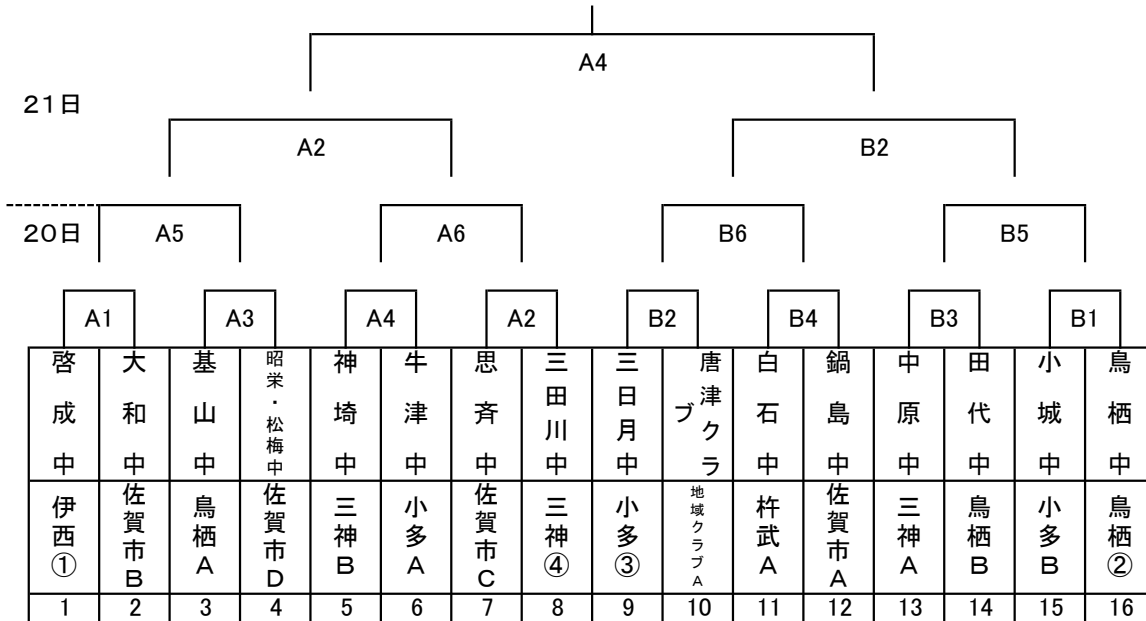 A4
21日
A2 B2
20日 A5 A6 B6 B5
A1 A3 A4 A2 B2 B4 B3 B1
啓成中
大和中
基山中
昭栄・松梅中
神埼中
牛津中
思斉中
三田川中
三日月中
唐津クラブ
白石中
鍋島中
中原中
田代中
小城中
鳥栖中
伊西①
佐賀市B
鳥栖A
佐賀市D
三神B
小多A
佐賀市C
三神④
小多③
地域クラブA
杵武A
佐賀市A
三神A
鳥栖B
小多B
鳥栖②
1 2 3 4 5 6 7 8 9 10 11 12 13 14 15 16